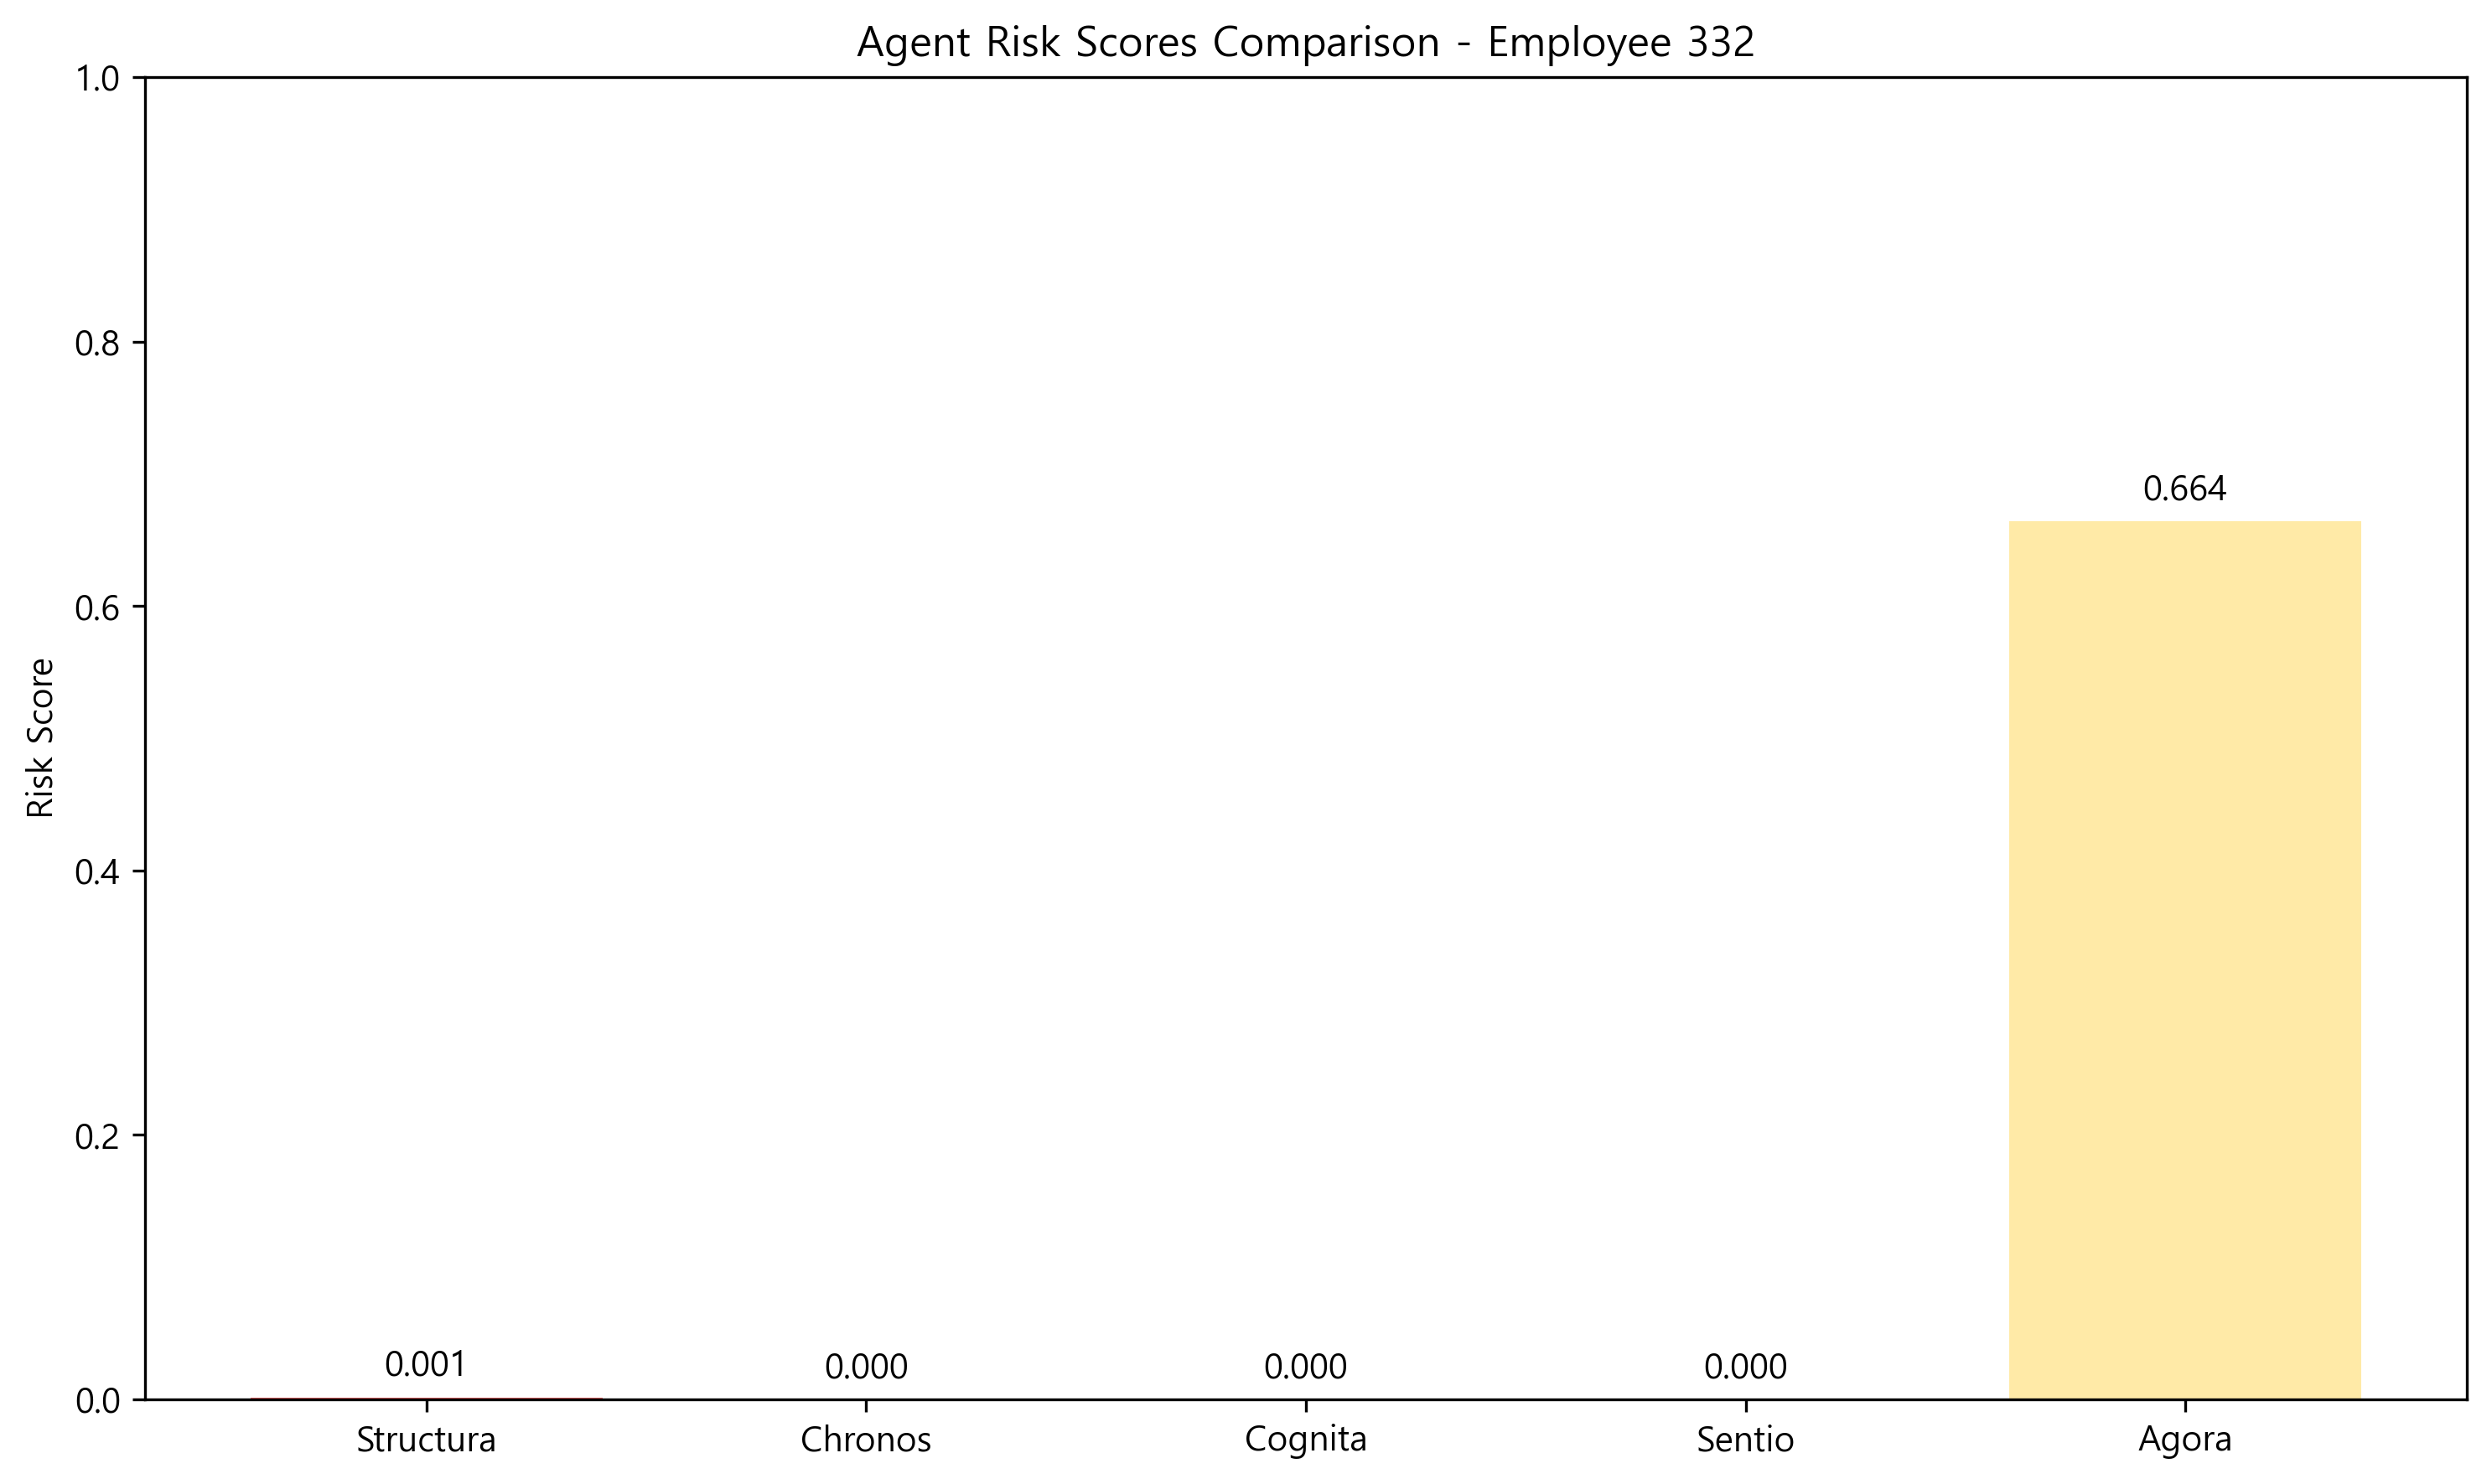 Agent Risk Scores Comparison - Employee 332
1.0
0.8
0.6
0.4
0.2
0.0
Risk Score
0.001
0.000
0.000
0.000
0.664
Structura
Chronos
Cognita
Sentio
Agora